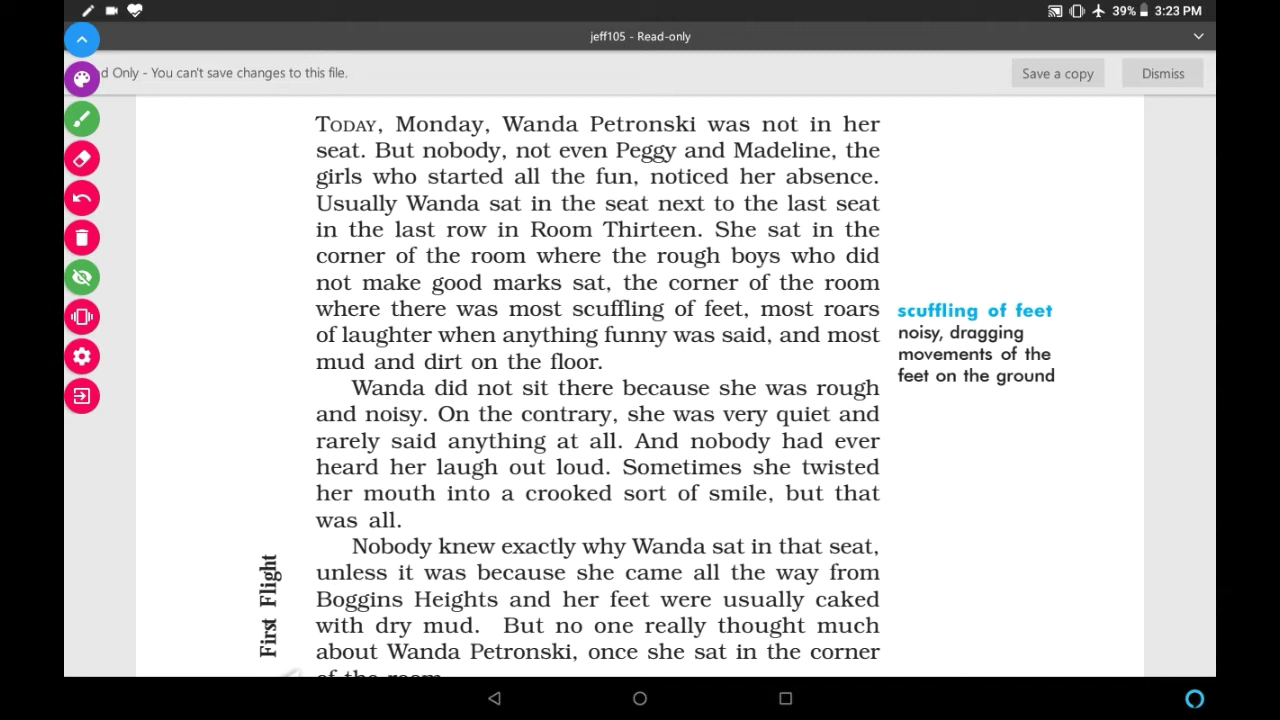 39% 3:23 PM
jeff105 - Read-only
d Only - You can't save changes to this file.
Save a copy
Dismiss
TODAY, Monday, Wanda Petronski was not in her
seat. But nobody, not even Peggy and Madeline, the
girls who started all the fun, noticed her absence.
Usually Wanda sat in the seat next to the last seat
in the last row in Room Thirteen. She sat in the
corner of the room where the rough boys who did
not make good marks sat, the corner of the room
where there was most scuffling of feet, most roars
of laughter when anything funny was said, and most
mud and dirt on the floor.
scuffling of feet
noisy, dragging
movements of the
feet on the ground
Wanda did not sit there because she was rough
and noisy. On the contrary, she was very quiet and
rarely said anything at all. And nobody had ever
heard her laugh out loud. Sometimes she twisted
her mouth into a crooked sort of smile, but that
was all.
Nobody knew exactly why Wanda sat in that seat,
unless it was because she came all the way from
Boggins Heights and her feet were usually caked
with dry mud. But no one really thought much
about Wanda Petronski, once she sat in the corner
of the room.
First Flight